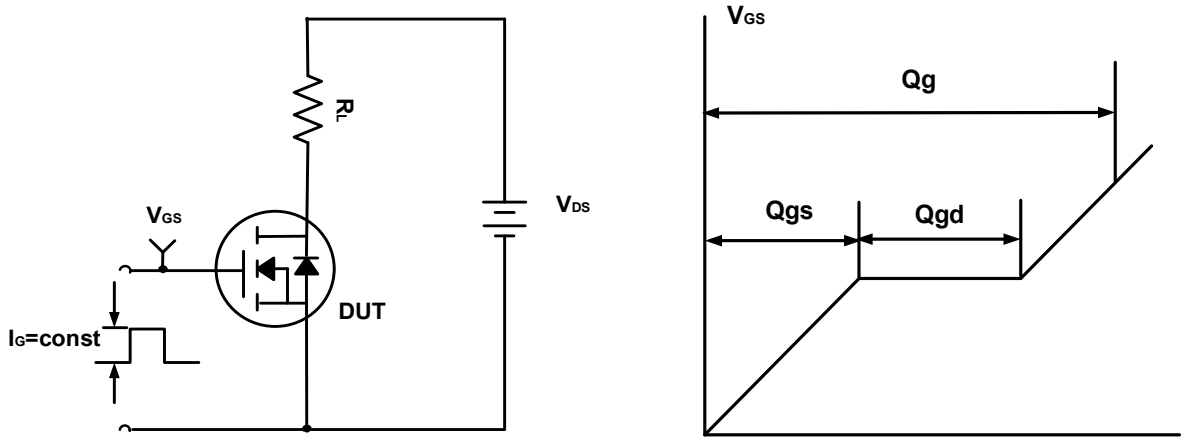 RL
VGS
VDS
DUT
IG=const
VGS
Qg
Qgs
Qgd